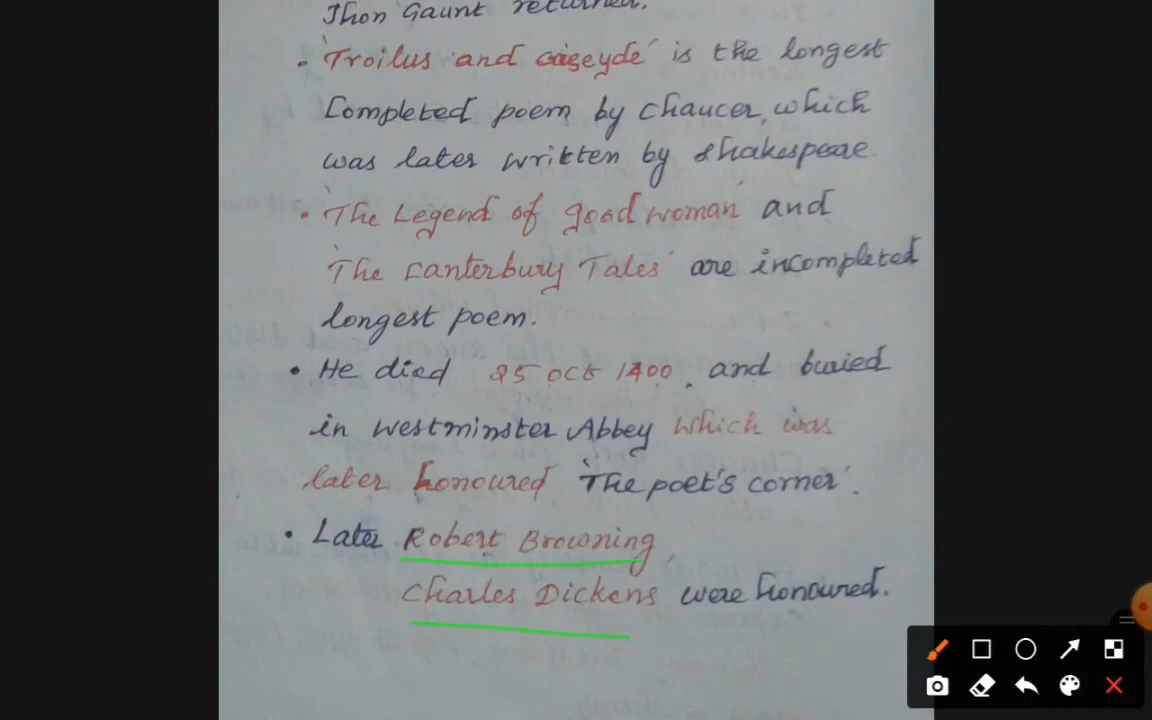 Jhon Gaunt returned.
• 'Troilus and Criseyde' is the longest
Completed poem by Chaucer, which
was later written by Shakespeare.
• 'The Legend of good woman' and
'The Canterbury Tales' are incompleted
longest poem.
• He died 25 oct 1400, and buried
in Westminster Abbey which was
later honoured 'The poet's corner'.
• Later Robert Browning,
Charles Dickens were honoured.